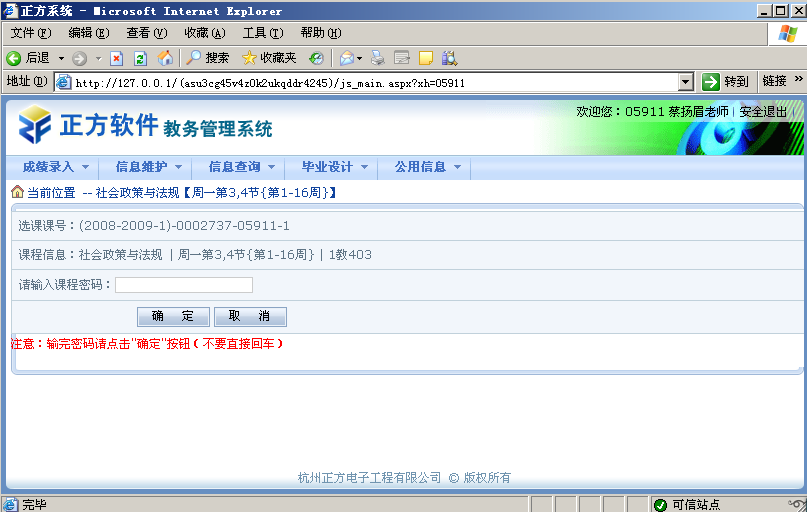 正方系统 - Microsoft Internet Explorer
文件(F) 编辑(E) 查看(V) 收藏(A) 工具(T) 帮助(H)
后退 搜索 收藏夹
地址(D) http://127.0.0.1/(asu3cg45v4z0k2ukqddr4245)/js_main.aspx?xh=05911 转到 链接 »
正方软件 教务管理系统
欢迎您：05911 蔡扬眉老师 | 安全退出
成绩录入 信息维护 信息查询 毕业设计 公用信息
当前位置 -- 社会政策与法规【周一第3,4节{第1-16周}】
选课课号：(2008-2009-1)-0002737-05911-1
课程信息：社会政策与法规 | 周一第3,4节{第1-16周} | 1教403
请输入课程密码：
确 定 取 消
注意：输完密码请点击"确定"按钮（不要直接回车）
杭州正方电子工程有限公司 © 版权所有
完毕 可信站点